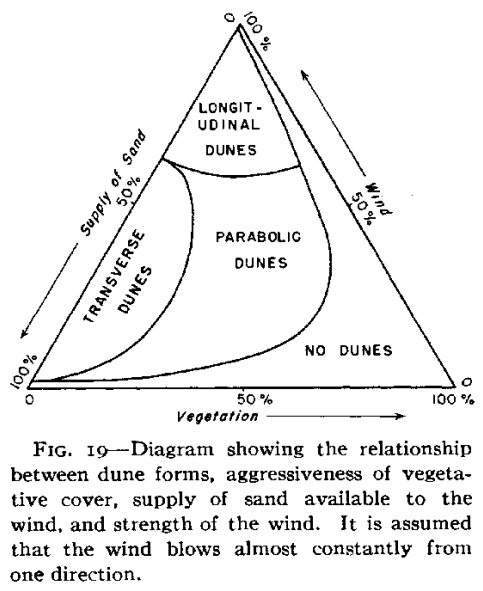 0 100%
LONGIT-
UDINAL
DUNES
Supply of Sand
50%
Wind
50%
TRANSVERSE
DUNES
PARABOLIC
DUNES
NO DUNES
100%
0
0
50%
100%
Vegetation
FIG. 19—Diagram showing the relationship
between dune forms, aggressiveness of vegeta-
tive cover, supply of sand available to the
wind, and strength of the wind. It is assumed
that the wind blows almost constantly from
one direction.